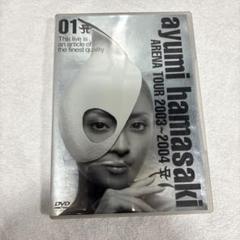 01
This live is
an article of
the finest quality
ayumi hamasaki
ARENA TOUR 2003~2004 A
DVD